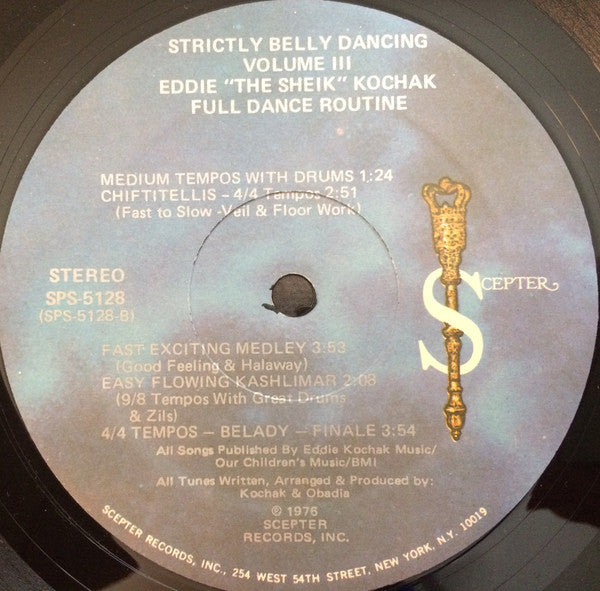 STRICTLY BELLY DANCING
VOLUME III
EDDIE "THE SHEIK" KOCHAK
FULL DANCE ROUTINE
MEDIUM TEMPOS WITH DRUMS 1:24
CHIFTITELLIS - 4/4 Tempos 2:51
(Fast to Slow -Veil & Floor Work)
STEREO
SPS-5128
(SPS-5128-B)
SCEPTER
FAST EXCITING MEDLEY 3:53
(Good Feeling & Halaway)
EASY FLOWING KASHLIMAR 2:08
(9/8 Tempos With Great Drums
& Zils)
4/4 TEMPOS — BELADY — FINALE 3:54
All Songs Published By Eddie Kochak Music/
Our Children's Music/BMI
All Tunes Written, Arranged & Produced by:
Kochak & Obadia
℗ 1976
SCEPTER
RECORDS, INC.
SCEPTER RECORDS, INC., 254 WEST 54TH STREET, NEW YORK, N.Y. 10019